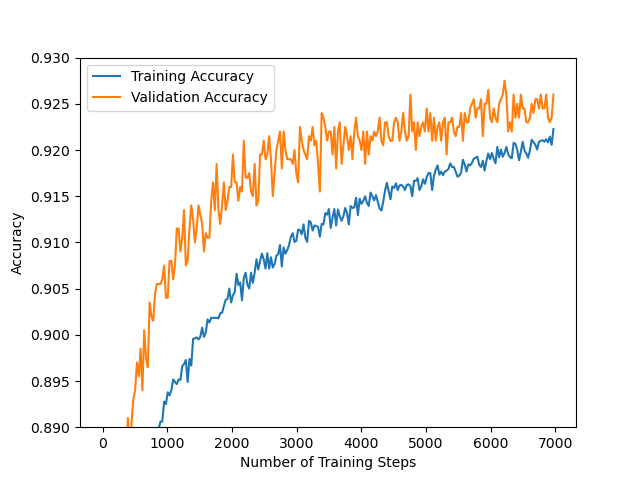 Training Accuracy
Validation Accuracy
0.930
0.925
0.920
0.915
0.910
0.905
0.900
0.895
0.890
Accuracy
0 1000 2000 3000 4000 5000 6000 7000
Number of Training Steps